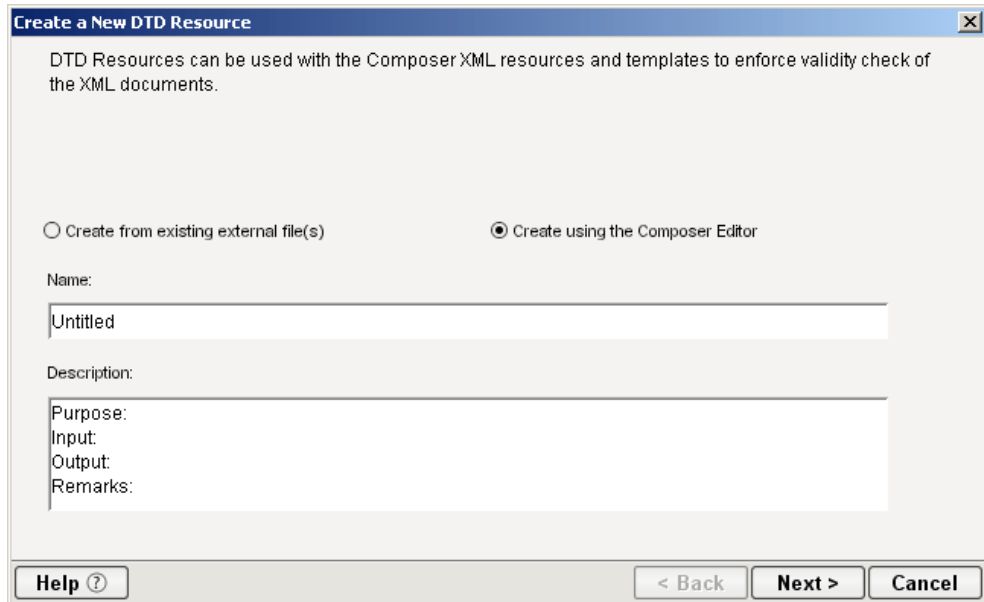 Create a New DTD Resource
DTD Resources can be used with the Composer XML resources and templates to enforce validity check of
the XML documents.
Create from existing external file(s)
Create using the Composer Editor
Name:
Untitled
Description:
Purpose:
Input:
Output:
Remarks:
Help ?
< Back
Next >
Cancel